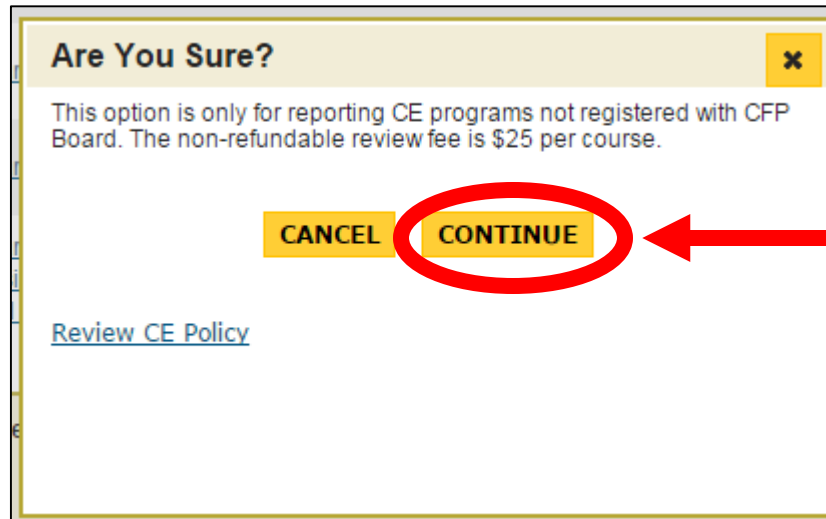 Are You Sure?
This option is only for reporting CE programs not registered with CFP
Board. The non-refundable review fee is $25 per course.
CANCEL CONTINUE
Review CE Policy